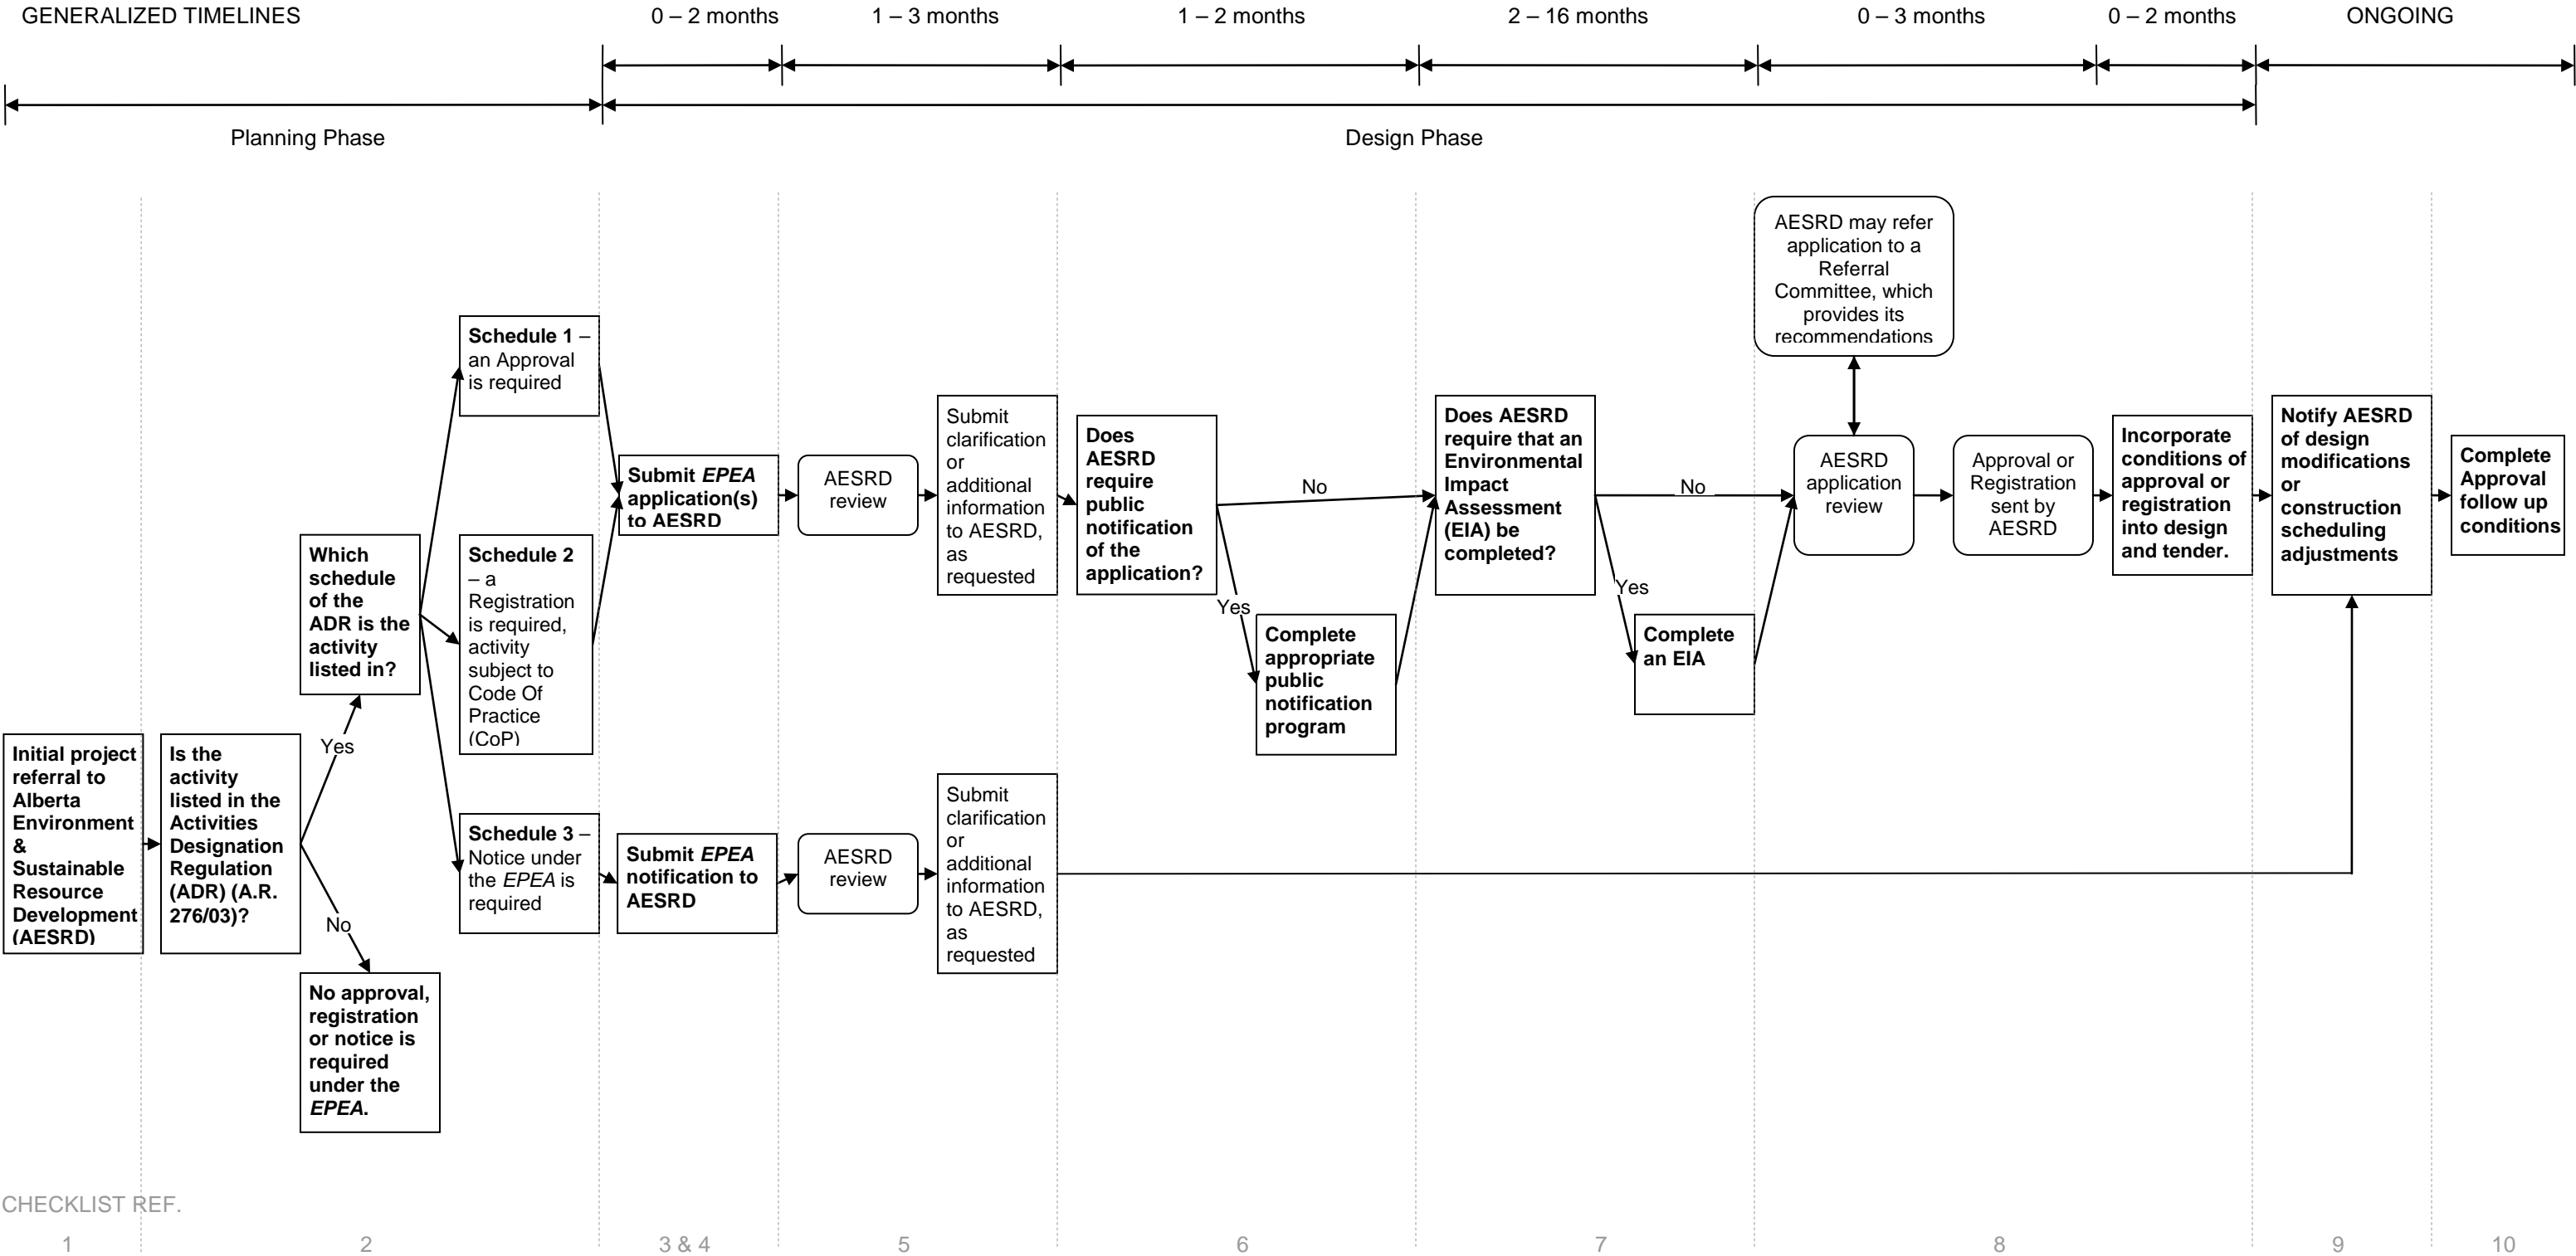 GENERALIZED TIMELINES
0 – 2 months
1 – 3 months
1 – 2 months
2 – 16 months
0 – 3 months
0 – 2 months
ONGOING
Planning Phase
Design Phase
Initial project
referral to
Alberta
Environment
&
Sustainable
Resource
Development
(AESRD)
Is the
activity
listed in the
Activities
Designation
Regulation
(ADR) (A.R.
276/03)?
Yes
No
Which
schedule
of the
ADR is the
activity
listed in?
No approval,
registration
or notice is
required
under the
EPEA.
Schedule 1 –
an Approval
is required
Schedule 2
– a
Registration
is required,
activity
subject to
Code Of
Practice
(CoP)
Schedule 3 –
Notice under
the EPEA is
required
Submit EPEA
application(s)
to AESRD
Submit EPEA
notification to
AESRD
AESRD
review
AESRD
review
Submit
clarification
or
additional
information
to AESRD,
as
requested
Submit
clarification
or
additional
information
to AESRD,
as
requested
Does
AESRD
require
public
notification
of the
application?
No
Yes
Complete
appropriate
public
notification
program
Does AESRD
require that an
Environmental
Impact
Assessment
(EIA) be
completed?
No
Yes
Complete
an EIA
AESRD may refer
application to a
Referral
Committee, which
provides its
recommendations
AESRD
application
review
Approval or
Registration
sent by
AESRD
Incorporate
conditions of
approval or
registration
into design
and tender.
Notify AESRD
of design
modifications
or
construction
scheduling
adjustments
Complete
Approval
follow up
conditions
CHECKLIST REF.
1
2
3 & 4
5
6
7
8
9
10